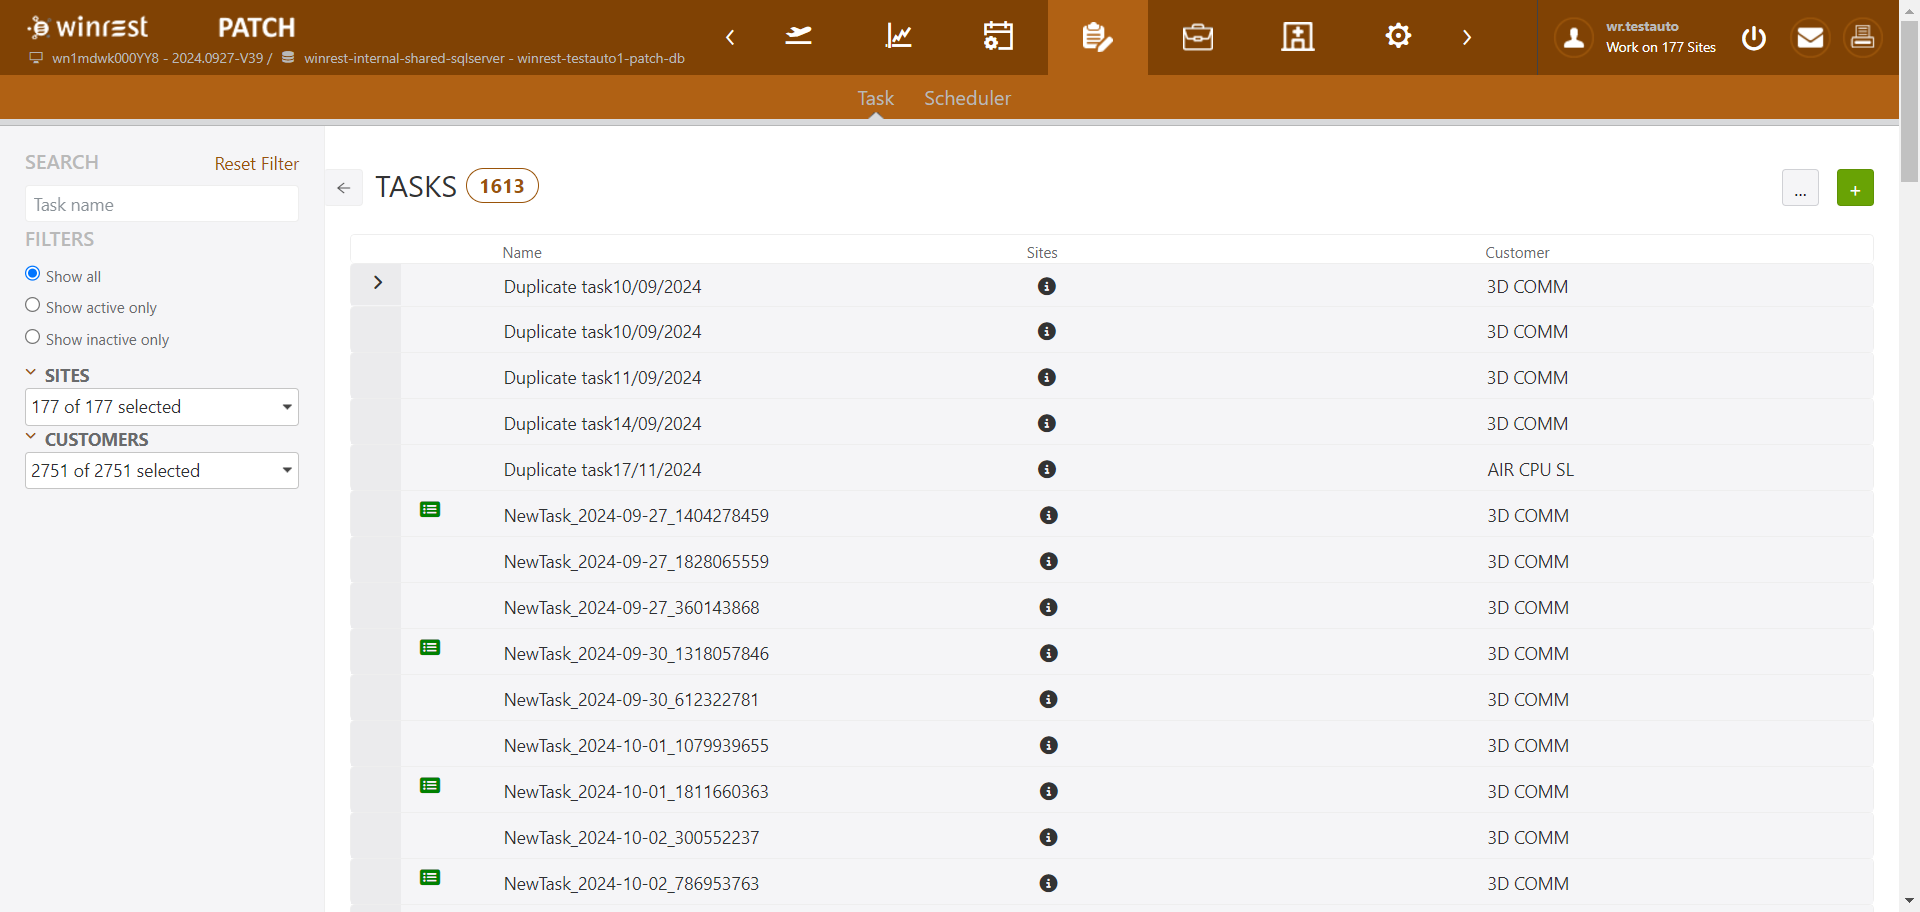 winrest
PATCH
wn1mdwk000YY8 - 2024.0927-V39 / winrest-internal-shared-sqlserver - winrest-testauto1-patch-db
wr.testauto
Work on 177 Sites
Task Scheduler
SEARCH
Reset Filter
Task name
FILTERS
Show all
Show active only
Show inactive only
SITES
177 of 177 selected
CUSTOMERS
2751 of 2751 selected
TASKS 1613
...
+
Name Sites Customer
Duplicate task10/09/2024 3D COMM
Duplicate task10/09/2024 3D COMM
Duplicate task11/09/2024 3D COMM
Duplicate task14/09/2024 3D COMM
Duplicate task17/11/2024 AIR CPU SL
NewTask_2024-09-27_1404278459 3D COMM
NewTask_2024-09-27_1828065559 3D COMM
NewTask_2024-09-27_360143868 3D COMM
NewTask_2024-09-30_1318057846 3D COMM
NewTask_2024-09-30_612322781 3D COMM
NewTask_2024-10-01_1079939655 3D COMM
NewTask_2024-10-01_1811660363 3D COMM
NewTask_2024-10-02_300552237 3D COMM
NewTask_2024-10-02_786953763 3D COMM